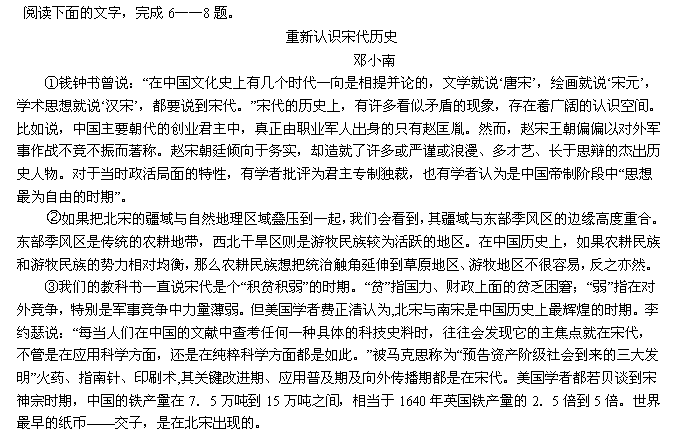 阅读下面的文字，完成 6——8 题。
重新认识宋代历史
邓小南
①钱钟书曾说：“在中国文化史上有几个时代一向是相提并论的，文学就说‘唐宋’，绘画就说‘宋元’，
学术思想就说‘汉宋’，都要说到宋代。”宋代的历史上，有许多看似矛盾的现象，存在着广阔的认识空间。
比如说，中国主要朝代的创业君主中，真正由职业军人出身的只有赵匡胤。然而，赵宋王朝偏偏以对外军
事作战不竞不振而著称。赵宋朝廷倾向于务实，却造就了许多或严谨或浪漫、多才艺、长于思辩的杰出历
史人物。对于当时政活局面的特性，有学者批评为君主专制独裁，也有学者认为是中国帝制阶段中“思想
最为自由的时期”。
②如果把北宋的疆域与自然地理区域叠压到一起，我们会看到，其疆域与东部季风区的边缘高度重合。
东部季风区是传统的农耕地带，西北干旱区则是游牧民族较为活跃的地区。在中国历史上，如果农耕民族
和游牧民族的势力相对均衡，那么农耕民族想把统治触角延伸到草原地区、游牧地区不很容易，反之亦然。
③我们的教科书一直说宋代是个“积贫积弱”的时期。“贫”指国力、财政上面的贫乏困窘；“弱”指在对
外竞争，特别是军事竞争中力量薄弱。但美国学者费正清认为,北宋与南宋是中国历史上最辉煌的时期。李
约瑟说：“每当人们在中国的文献中查考任何一种具体的科技史料时，往往会发现它的主焦点就在宋代，
不管是在应用科学方面，还是在纯粹科学方面都是如此。”被马克思称为“预告资产阶级社会到来的三大发
明”火药、指南针、印刷术,其关键改进期、应用普及期及向外传播期都是在宋代。美国学者郝若贝谈到宋
神宗时期，中国的铁产量在 7．5 万吨到 15 万吨之间，相当于 1640 年英国铁产量的 2．5 倍到 5 倍。世界
最早的纸币——交子，是在北宋出现的。